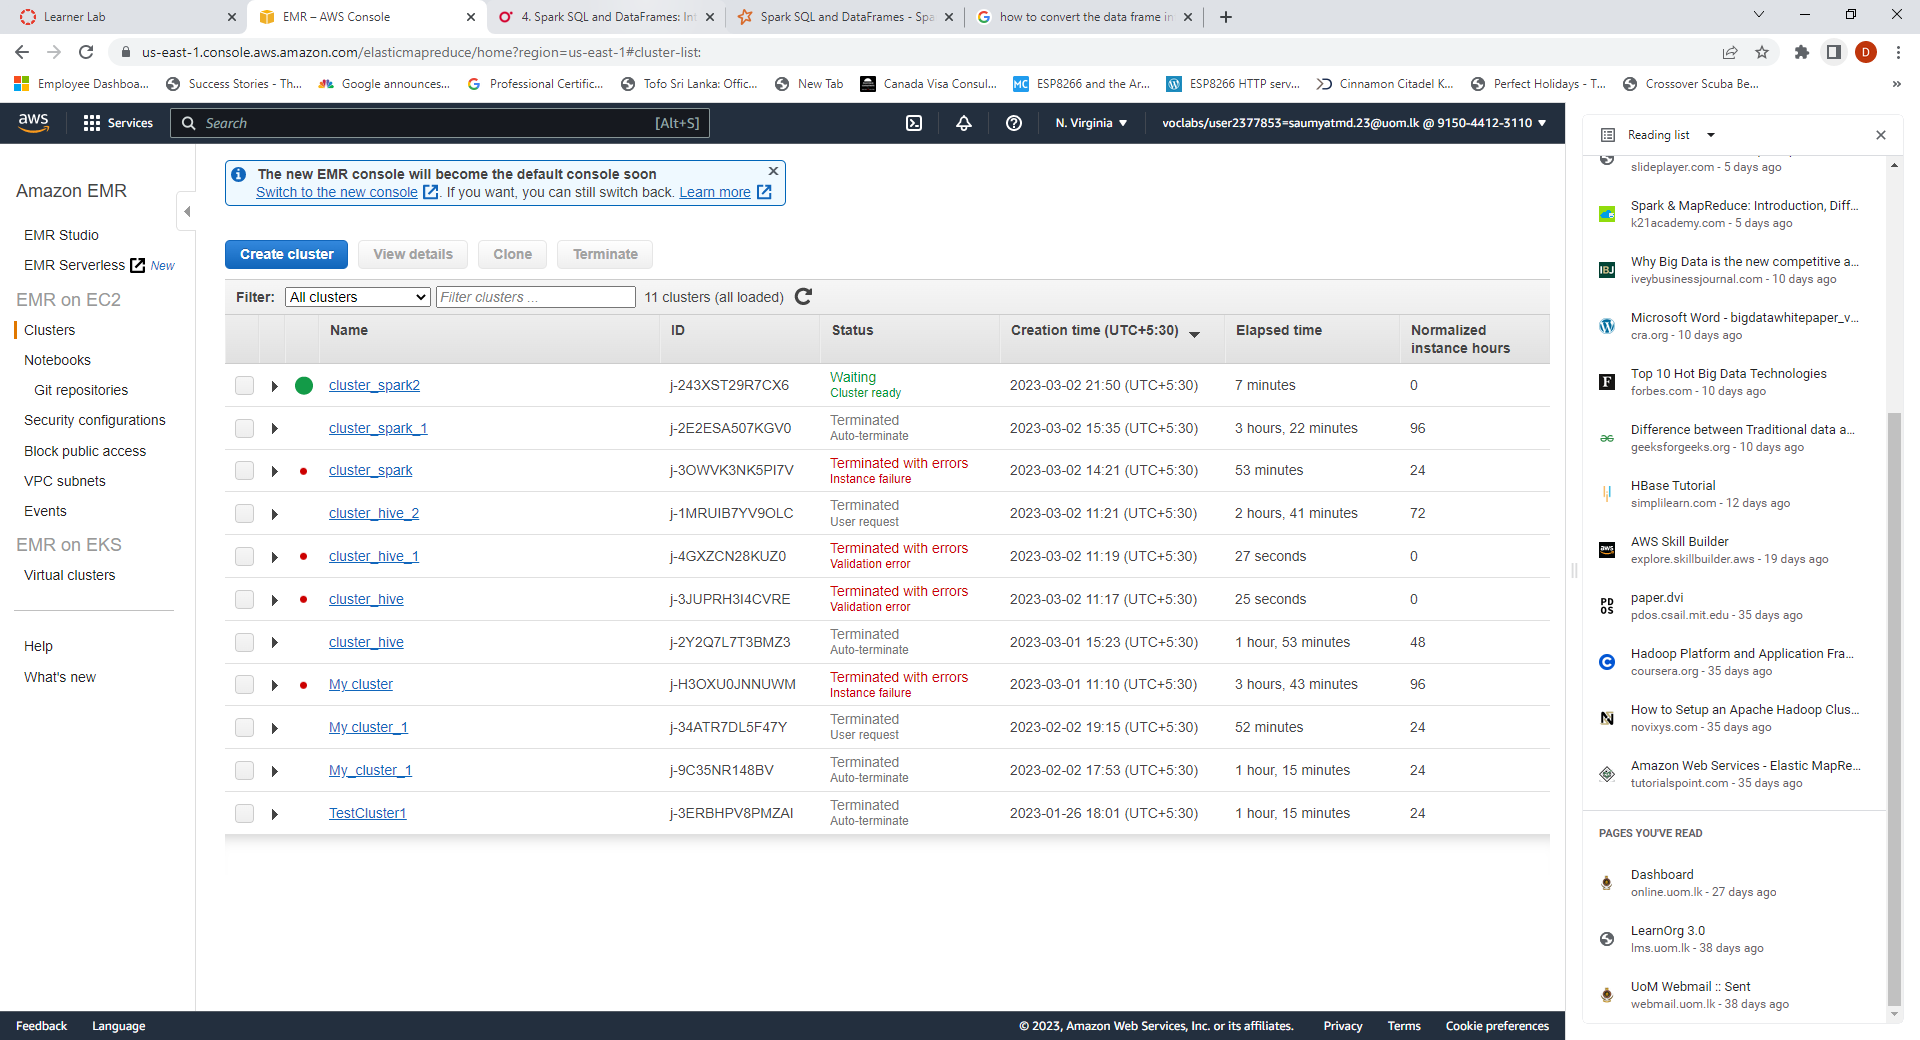 Learner Lab
EMR – AWS Console
4. Spark SQL and DataFrames: Int
Spark SQL and DataFrames - Spa
how to convert the data frame in
us-east-1.console.aws.amazon.com/elasticmapreduce/home?region=us-east-1#cluster-list:
D
Employee Dashboa...
Success Stories - Th...
Google announces...
Professional Certific...
Tofo Sri Lanka: Offic...
New Tab
Canada Visa Consul...
MC
ESP8266 and the Ar...
ESP8266 HTTP serv...
Cinnamon Citadel K...
Perfect Holidays - T...
Crossover Scuba Be...
»
aws
Services
Search
[Alt+S]
N. Virginia
voclabs/user2377853=saumyatmd.23@uom.lk @ 9150-4412-3110
Amazon EMR
EMR Studio
EMR Serverless New
EMR on EC2
Clusters
Notebooks
Git repositories
Security configurations
Block public access
VPC subnets
Events
EMR on EKS
Virtual clusters
Help
What's new
The new EMR console will become the default console soon
Switch to the new console . If you want, you can still switch back. Learn more
Create cluster
View details
Clone
Terminate
Filter: All clusters Filter clusters ... 11 clusters (all loaded)
Name ID Status Creation time (UTC+5:30) Elapsed time Normalized
instance hours
cluster_spark2 j-243XST29R7CX6 Waiting 2023-03-02 21:50 (UTC+5:30) 7 minutes 0
Cluster ready
cluster_spark_1 j-2E2ESA507KGV0 Terminated 2023-03-02 15:35 (UTC+5:30) 3 hours, 22 minutes 96
Auto-terminate
cluster_spark j-3OWVK3NK5PI7V Terminated with errors 2023-03-02 14:21 (UTC+5:30) 53 minutes 24
Instance failure
cluster_hive_2 j-1MRUIB7YV9OLC Terminated 2023-03-02 11:21 (UTC+5:30) 2 hours, 41 minutes 72
User request
cluster_hive_1 j-4GXZCN28KUZ0 Terminated with errors 2023-03-02 11:19 (UTC+5:30) 27 seconds 0
Validation error
cluster_hive j-3JUPRH3I4CVRE Terminated with errors 2023-03-02 11:17 (UTC+5:30) 25 seconds 0
Validation error
cluster_hive j-2Y2Q7L7T3BMZ3 Terminated 2023-03-01 15:23 (UTC+5:30) 1 hour, 53 minutes 48
Auto-terminate
My cluster j-H3OXU0JNNUWM Terminated with errors 2023-03-01 11:10 (UTC+5:30) 3 hours, 43 minutes 96
Instance failure
My cluster_1 j-34ATR7DL5F47Y Terminated 2023-02-02 19:15 (UTC+5:30) 52 minutes 24
User request
My_cluster_1 j-9C35NR148BV Terminated 2023-02-02 17:53 (UTC+5:30) 1 hour, 15 minutes 24
Auto-terminate
TestCluster1 j-3ERBHPV8PMZAI Terminated 2023-01-26 18:01 (UTC+5:30) 1 hour, 15 minutes 24
Auto-terminate
Reading list
slideplayer.com - 5 days ago
Spark & MapReduce: Introduction, Diff...
k21academy.com - 5 days ago
IBJ
Why Big Data is the new competitive a...
iveybusinessjournal.com - 10 days ago
Microsoft Word - bigdatawhitepaper_v...
cra.org - 10 days ago
F
Top 10 Hot Big Data Technologies
forbes.com - 10 days ago
Difference between Traditional data a...
geeksforgeeks.org - 10 days ago
HBase Tutorial
simplilearn.com - 12 days ago
aws
AWS Skill Builder
explore.skillbuilder.aws - 19 days ago
PD
OS
paper.dvi
pdos.csail.mit.edu - 35 days ago
Hadoop Platform and Application Fra...
coursera.org - 35 days ago
N
How to Setup an Apache Hadoop Clus...
novixys.com - 35 days ago
Amazon Web Services - Elastic MapRe...
tutorialspoint.com - 35 days ago
PAGES YOU'VE READ
Dashboard
online.uom.lk - 27 days ago
LearnOrg 3.0
lms.uom.lk - 38 days ago
UoM Webmail :: Sent
webmail.uom.lk - 38 days ago
Feedback
Language
© 2023, Amazon Web Services, Inc. or its affiliates.
Privacy
Terms
Cookie preferences